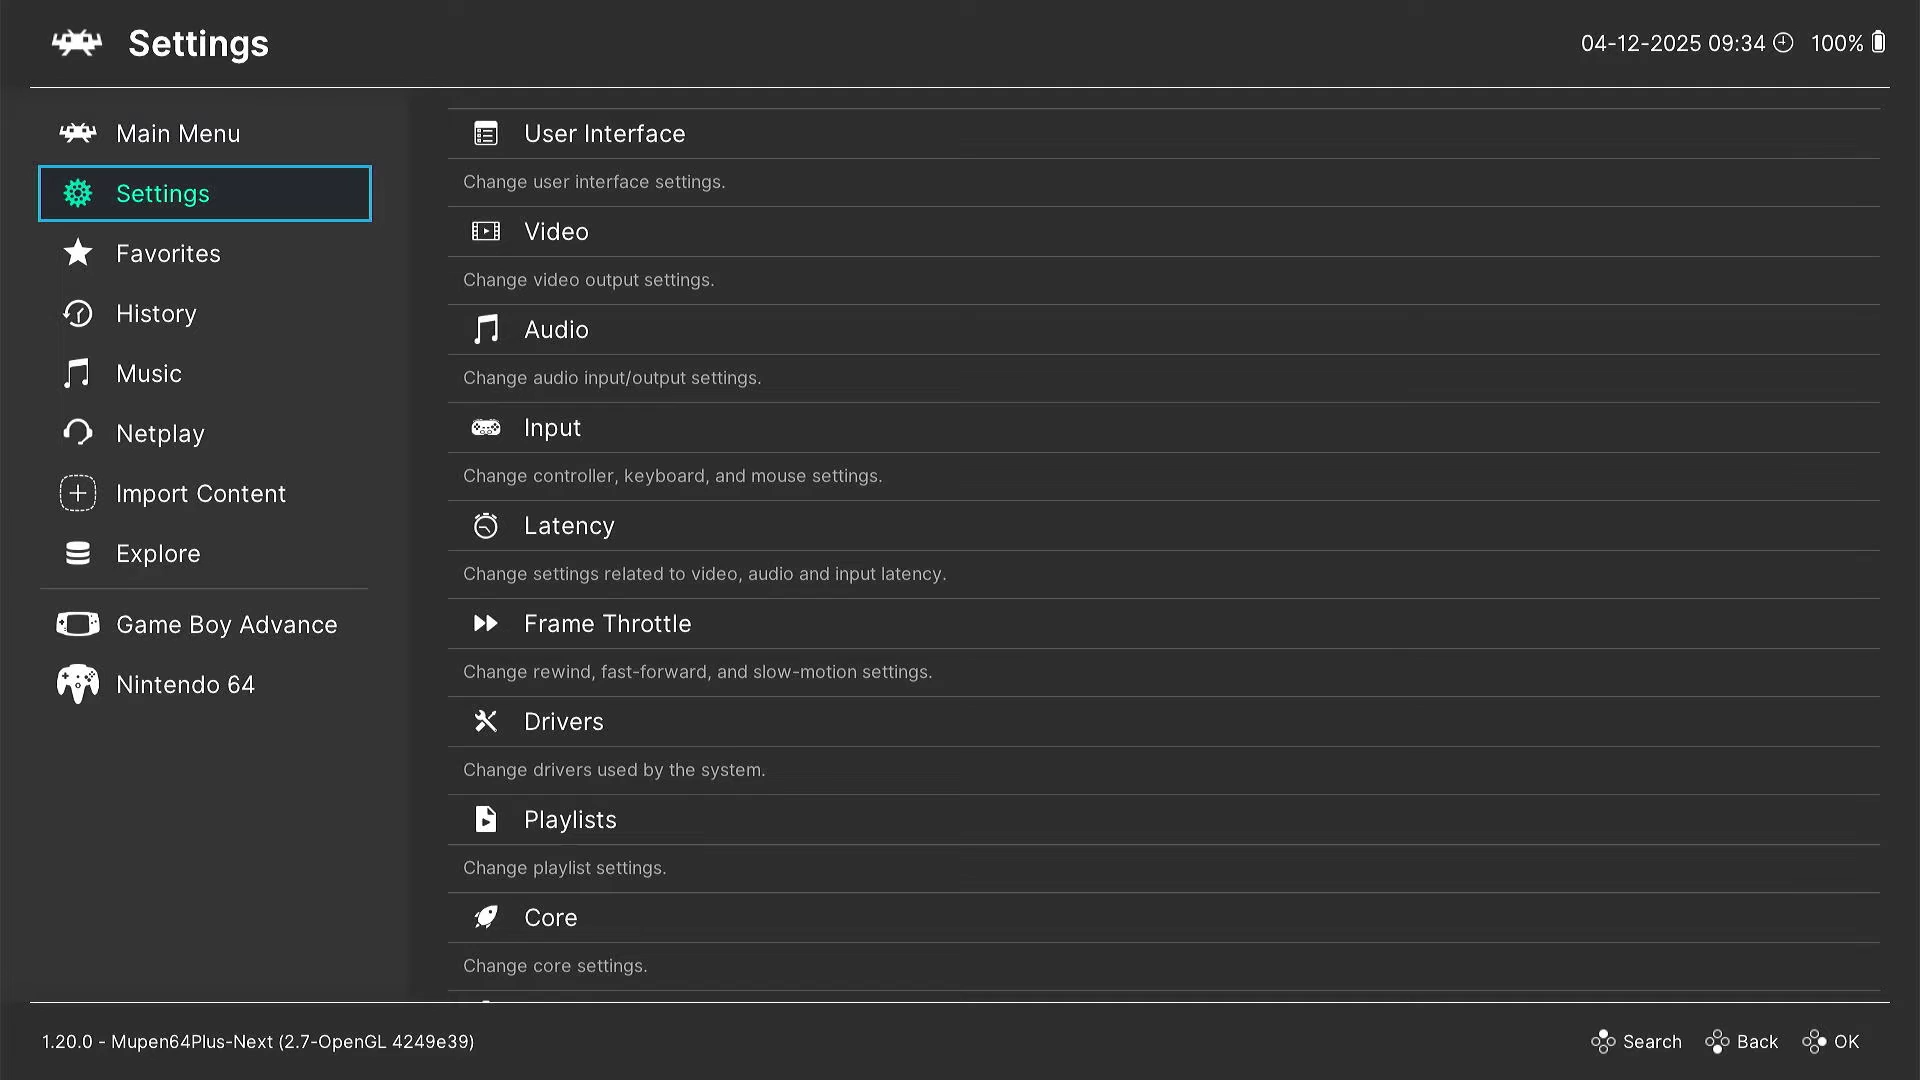 Settings
04-12-2025 09:34 100%
Main Menu
Settings
Favorites
History
Music
Netplay
Import Content
Explore
Game Boy Advance
Nintendo 64
User Interface
Change user interface settings.
Video
Change video output settings.
Audio
Change audio input/output settings.
Input
Change controller, keyboard, and mouse settings.
Latency
Change settings related to video, audio and input latency.
Frame Throttle
Change rewind, fast-forward, and slow-motion settings.
Drivers
Change drivers used by the system.
Playlists
Change playlist settings.
Core
Change core settings.
1.20.0 - Mupen64Plus-Next (2.7-OpenGL 4249e39)
Search Back OK